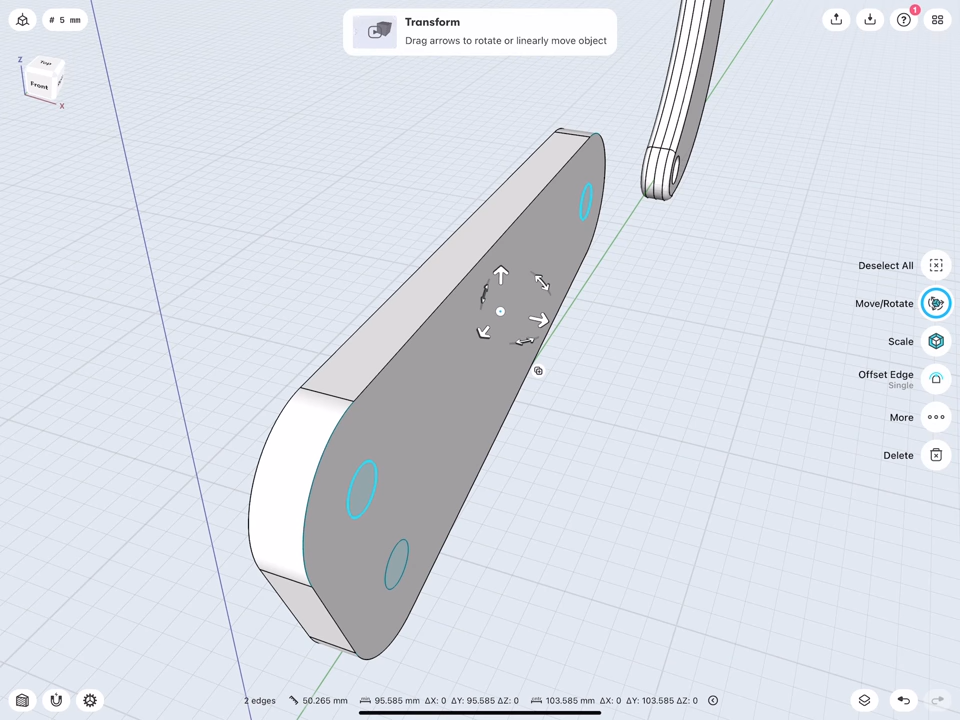 # 5 mm
Transform
Drag arrows to rotate or linearly move object
1
Z
Top
Front
X
Deselect All
Move/Rotate
Scale
Offset Edge
Single
More
Delete
2 edges 50.265 mm 95.585 mm ΔX: 0 ΔY: 95.585 ΔZ: 0 103.585 mm ΔX: 0 ΔY: 103.585 ΔZ: 0